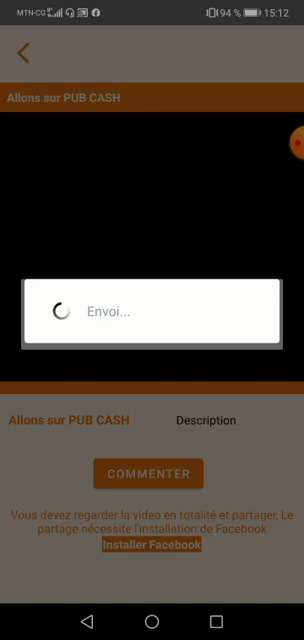 MTN-CG 94 % 15:12
Allons sur PUB CASH
Envoi...
Allons sur PUB CASH Description
COMMENTER
Vous devez regarder la video en totalité et partager, Le
partage nécessite l'installation de Facebook
Installer Facebook